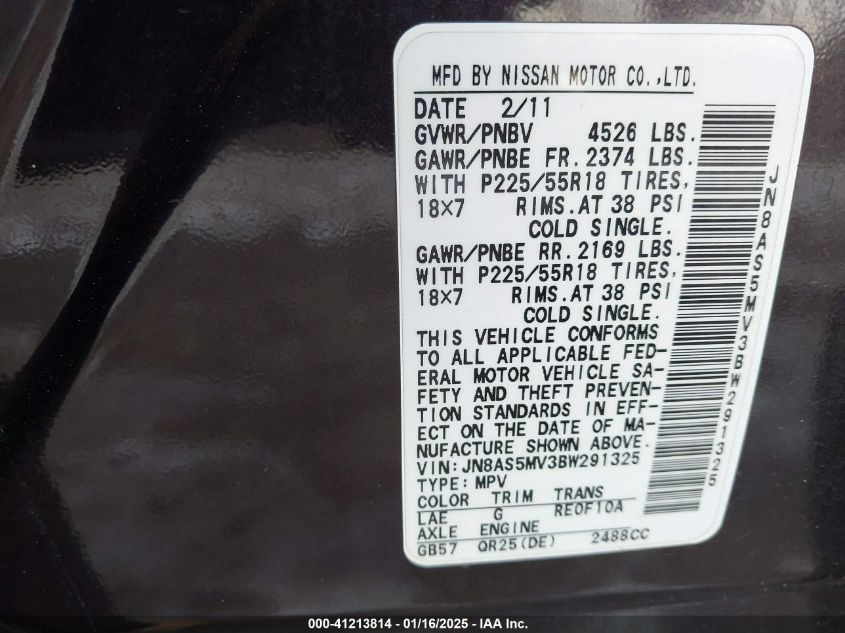 MFD BY NISSAN MOTOR CO.,LTD.
DATE 2/11
GVWR/PNBV 4526 LBS.
GAWR/PNBE FR. 2374 LBS.
WITH P225/55R18 TIRES,
18×7 RIMS.AT 38 PSI
COLD SINGLE.
GAWR/PNBE RR. 2169 LBS.
WITH P225/55R18 TIRES,
18×7 RIMS.AT 38 PSI
COLD SINGLE.
THIS VEHICLE CONFORMS
TO ALL APPLICABLE FED-
ERAL MOTOR VEHICLE SA-
FETY AND THEFT PREVEN-
TION STANDARDS IN EFF-
ECT ON THE DATE OF MA-
NUFACTURE SHOWN ABOVE.
VIN:JN8AS5MV3BW291325
TYPE:MPV
COLOR TRIM TRANS
LAE G RE0F10A
AXLE ENGINE
GB57 QR25(DE) 2488CC
JN8AS5MV3BW291325
000-41213814 - 01/16/2025 - IAA Inc.